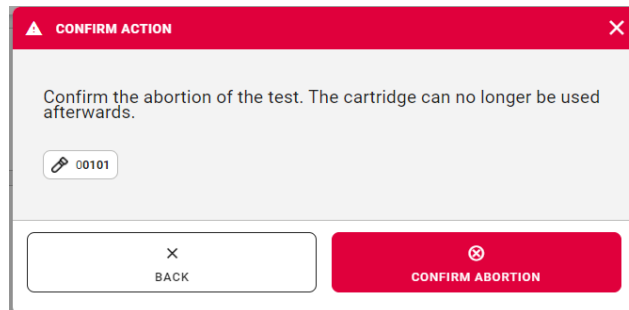 CONFIRM ACTION
Confirm the abortion of the test. The cartridge can no longer be used
afterwards.
00101
BACK
CONFIRM ABORTION